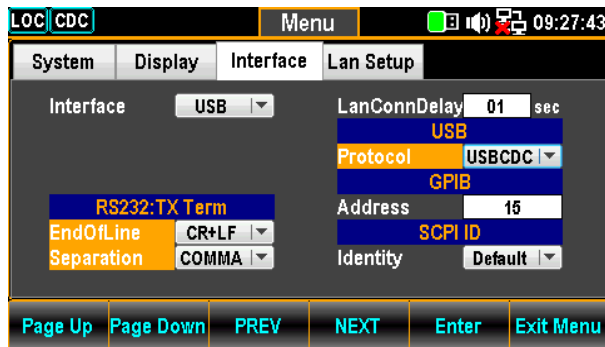 LOC CDC Menu 09:27:43
System Display Interface Lan Setup
Interface USB
LanConnDelay 01 sec
USB
Protocol USBCDC
GPIB
RS232:TX Term
Address 15
EndOfLine CR+LF
SCPI ID
Separation COMMA
Identity Default
Page Up Page Down PREV NEXT Enter Exit Menu